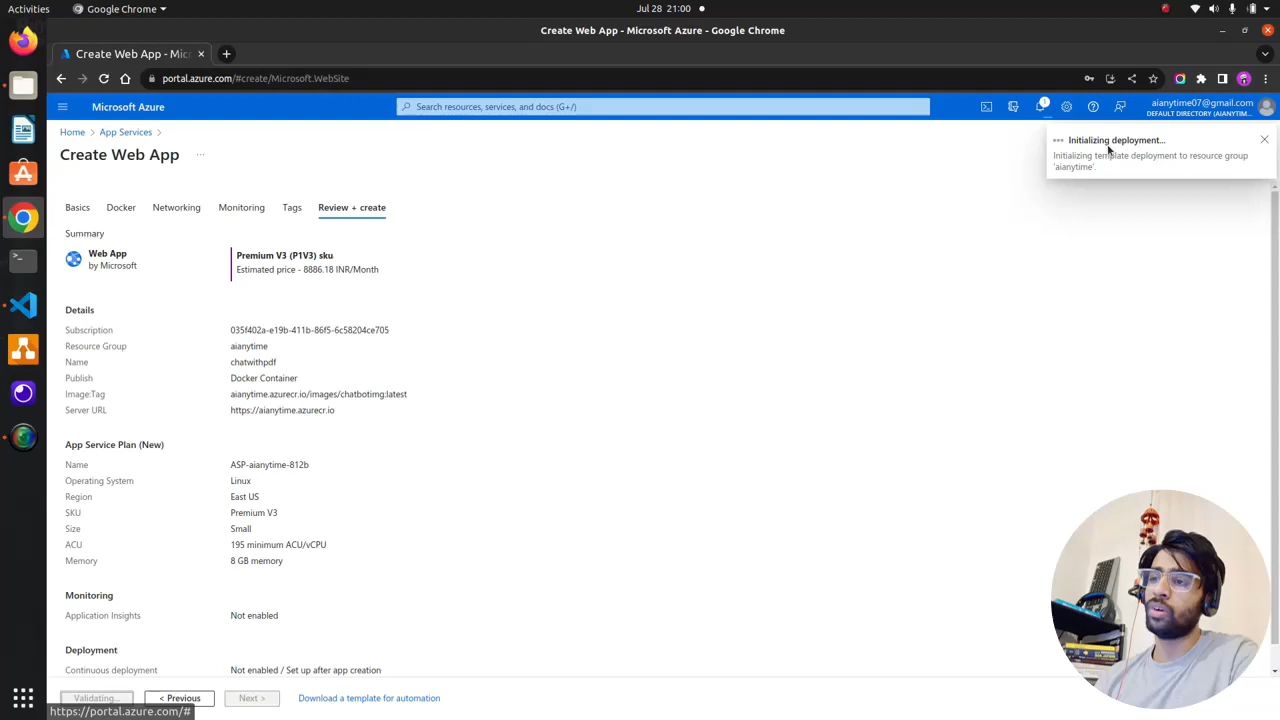 Activities
Google Chrome
Jul 28 21:00
Create Web App - Microsoft Azure - Google Chrome
Create Web App - Mic
portal.azure.com/#create/Microsoft.WebSite
Microsoft Azure
Search resources, services, and docs (G+/)
1
aianytime07@gmail.com
DEFAULT DIRECTORY (AIANYTIM...
Home > App Services >
Create Web App
...
Initializing deployment...
Initializing template deployment to resource group
'aianytime'.
Basics
Docker
Networking
Monitoring
Tags
Review + create
Summary
Web App
by Microsoft
Premium V3 (P1V3) sku
Estimated price - 8886.18 INR/Month
Details
Subscription 035f402a-e19b-411b-86f5-6c58204ce705
Resource Group aianytime
Name chatwithpdf
Publish Docker Container
Image:Tag aianytime.azurecr.io/images/chatbotimg:latest
Server URL https://aianytime.azurecr.io
App Service Plan (New)
Name ASP-aianytime-812b
Operating System Linux
Region East US
SKU Premium V3
Size Small
ACU 195 minimum ACU/vCPU
Memory 8 GB memory
Monitoring
Application Insights Not enabled
Deployment
Continuous deployment Not enabled / Set up after app creation
Validating...
< Previous
Next >
Download a template for automation
https://portal.azure.com/#